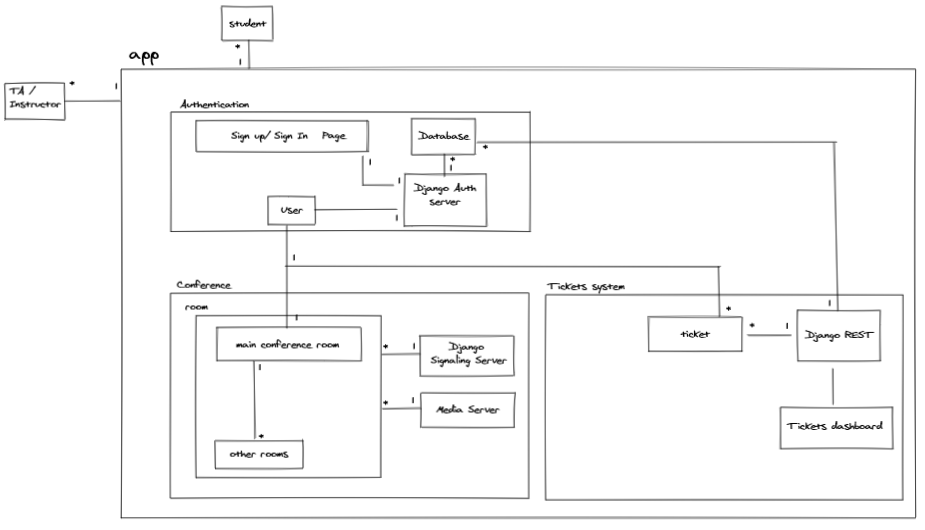 student
*
1
app
TA /
Instructor
*
1
Authentication
Sign up/ Sign In Page
Database
*
*
1
1
1
Django Auth
server
User
1
1
Conference
Tickets system
room
1
*
1
main conference room
*
1
Django
Signaling Server
ticket
*
1
Django REST
1
*
1
Media Server
*
other rooms
Tickets dashboard